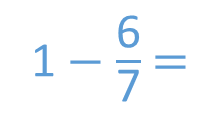 1 − 6/7 =